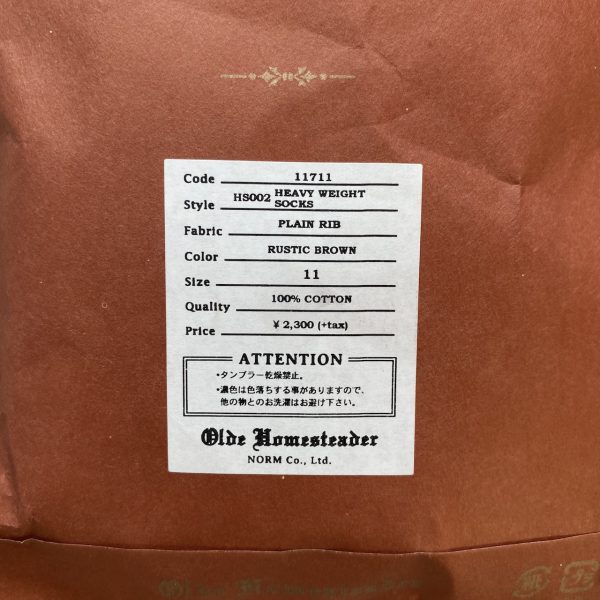 Code 11711
Style HS002 HEAVY WEIGHT
SOCKS
Fabric PLAIN RIB
Color RUSTIC BROWN
Size 11
Quality 100% COTTON
Price ¥ 2,300 (+tax)
ATTENTION
・タンブラー乾燥禁止。
・濃色は色落ちする事がありますので、
他の物とのお洗濯はお避け下さい。
Olde Homesteader
NORM Co., Ltd.